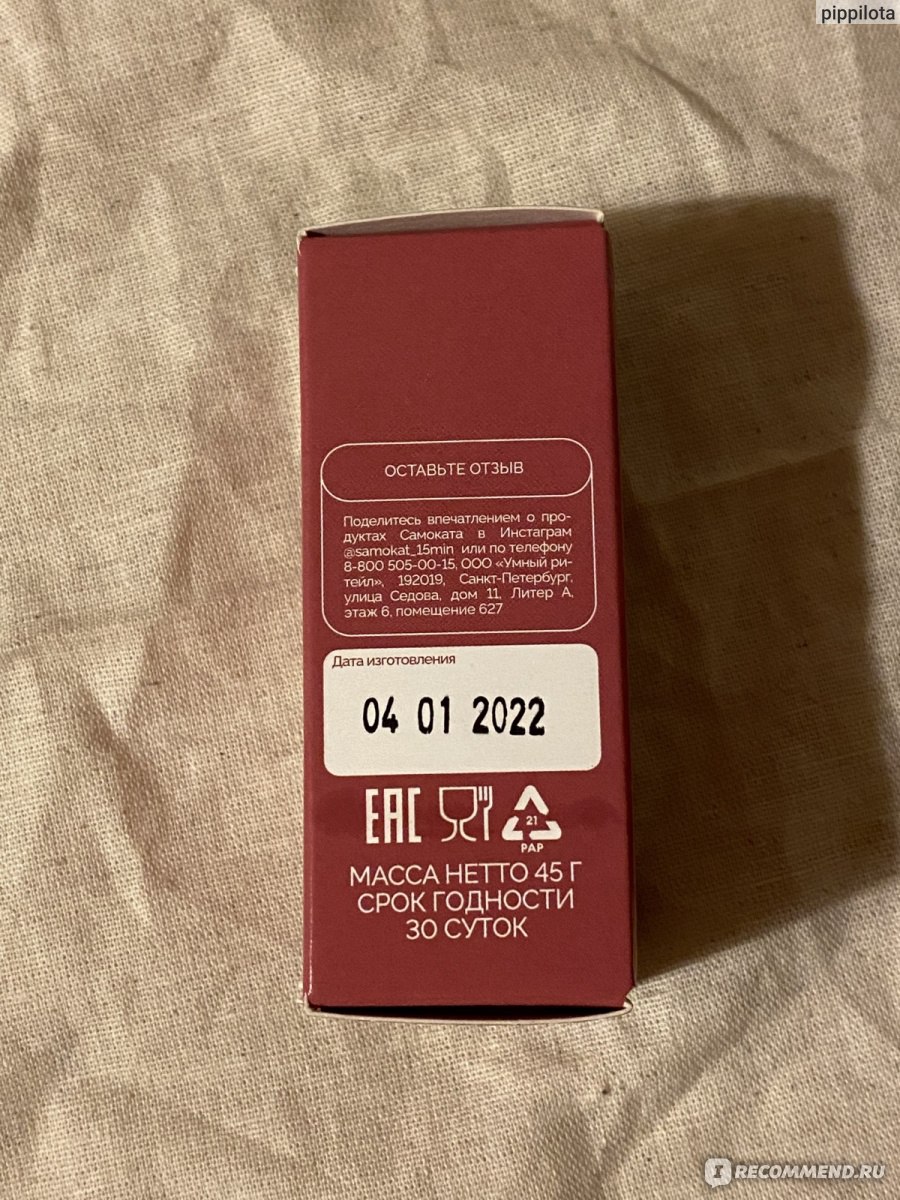 pippilota
ОСТАВЬТЕ ОТЗЫВ
Поделитесь впечатлением о про-
дуктах Самоката в Инстаграм
@samokat_15min или по телефону
8-800 505-00-15, ООО «Умный ри-
тейл», 192019, Санкт-Петербург,
улица Седова, дом 11, Литер А,
этаж 6, помещение 627
Дата изготовления
04 01 2022
EAC
21
PAP
МАССА НЕТТО 45 Г
СРОК ГОДНОСТИ
30 СУТОК
IRECOMMEND.RU